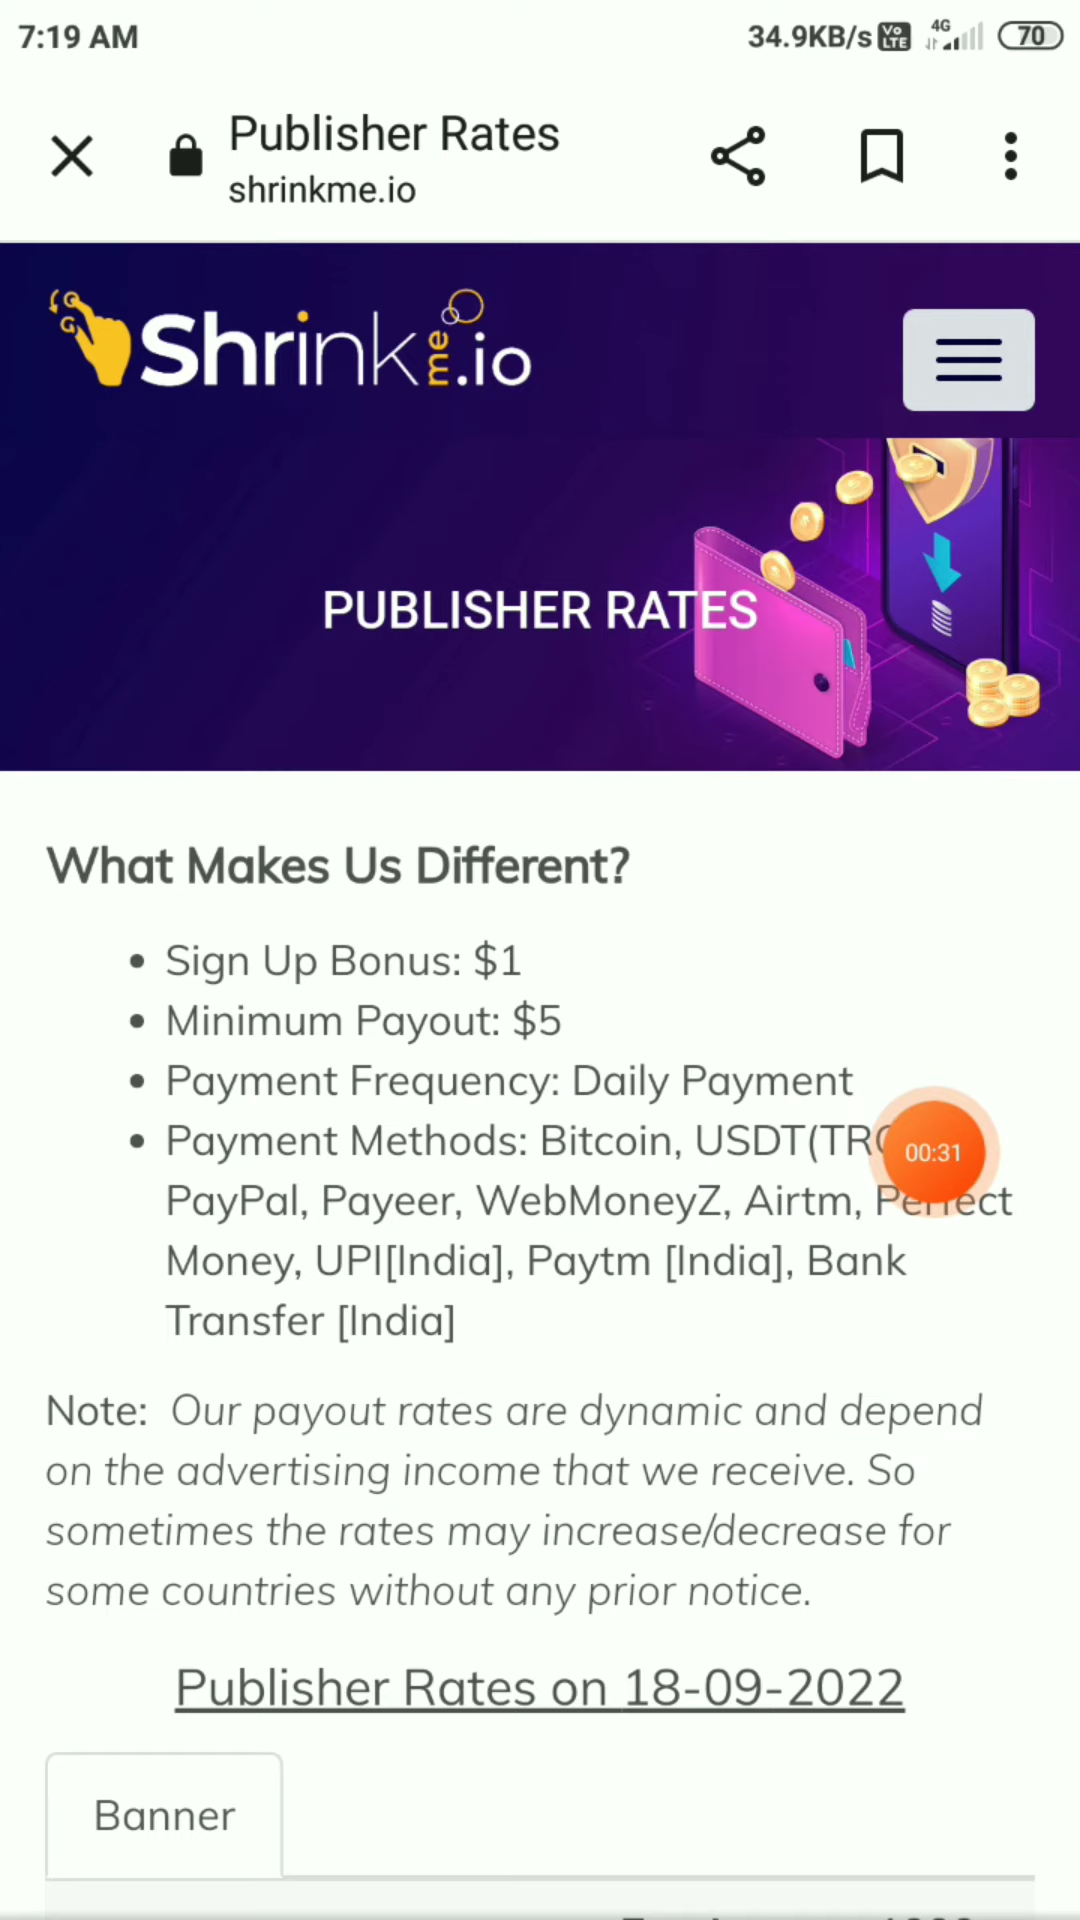 7:19 AM
34.9KB/s Vo LTE 4G 70
Publisher Rates
shrinkme.io
Shrinkme.io
PUBLISHER RATES
What Makes Us Different?
• Sign Up Bonus: $1
• Minimum Payout: $5
• Payment Frequency: Daily Payment
• Payment Methods: Bitcoin, USDT(TR
00:31
PayPal, Payeer, WebMoneyZ, Airtm, Perfect
Money, UPI[India], Paytm [India], Bank
Transfer [India]
Note: Our payout rates are dynamic and depend
on the advertising income that we receive. So
sometimes the rates may increase/decrease for
some countries without any prior notice.
Publisher Rates on 18-09-2022
Banner